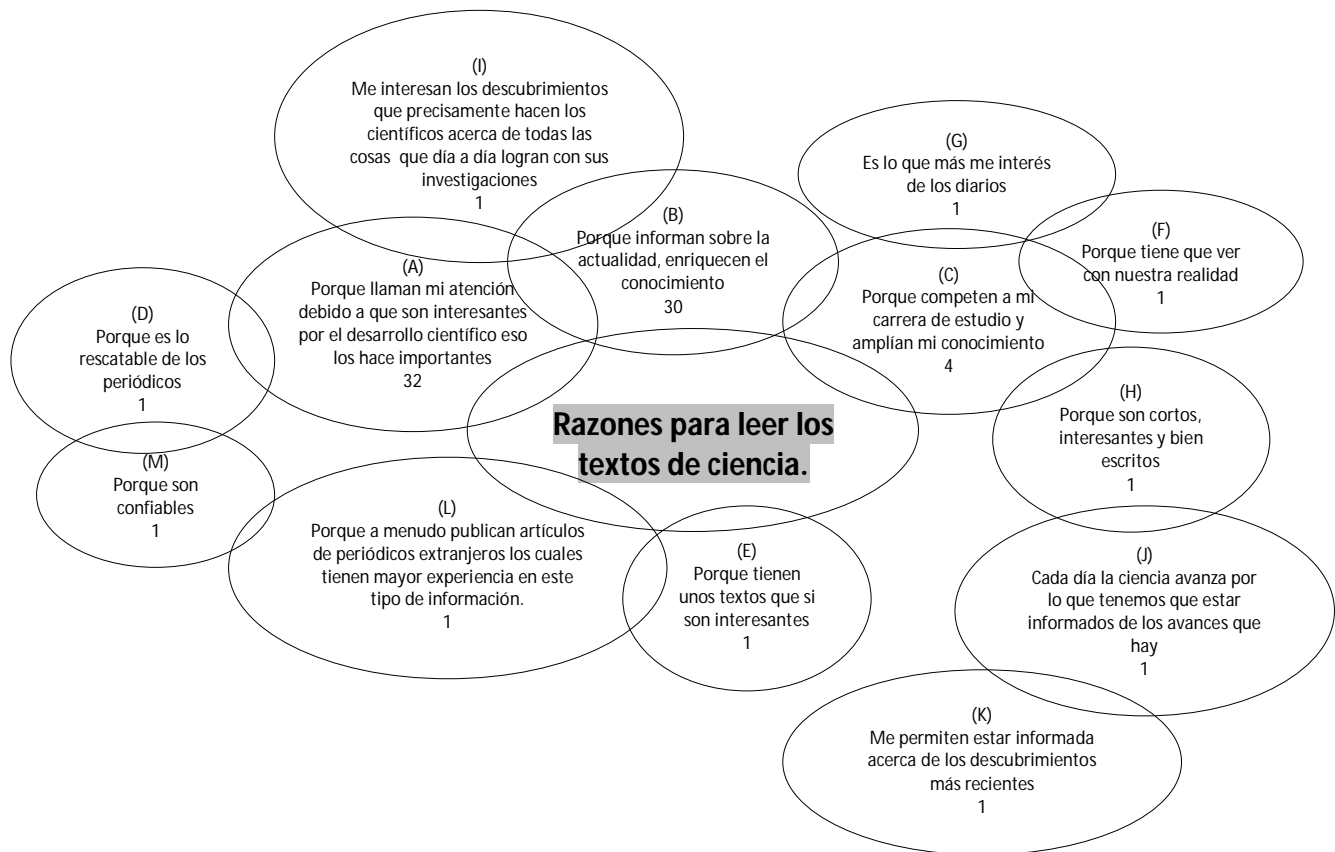 (I)
Me interesan los descubrimientos
que precisamente hacen los
científicos acerca de todas las
cosas que día a día logran con sus
investigaciones
1
(G)
Es lo que más me interés
de los diarios
1
(B)
Porque informan sobre la
actualidad, enriquecen el
conocimiento
30
(F)
Porque tiene que ver
con nuestra realidad
1
(A)
Porque llaman mi atención
debido a que son interesantes
por el desarrollo científico eso
los hace importantes
32
(C)
Porque competen a mi
carrera de estudio y
amplían mi conocimiento
4
(D)
Porque es lo
rescatable de los
periódicos
1
(H)
Porque son cortos,
interesantes y bien
escritos
1
Razones para leer los
textos de ciencia.
(M)
Porque son
confiables
1
(L)
Porque a menudo publican artículos
de periódicos extranjeros los cuales
tienen mayor experiencia en este
tipo de información.
1
(E)
Porque tienen
unos textos que si
son interesantes
1
(J)
Cada día la ciencia avanza por
lo que tenemos que estar
informados de los avances que
hay
1
(K)
Me permiten estar informada
acerca de los descubrimientos
más recientes
1